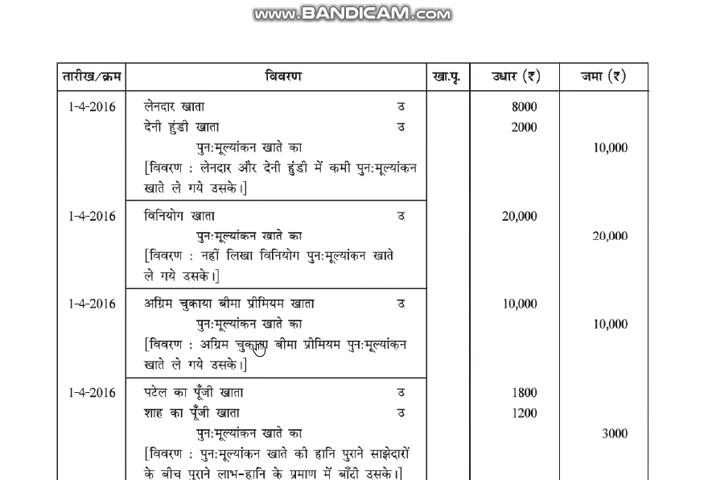 www.BANDICAM.com
तारीख/क्रम विवरण खा.पृ. उधार (₹) जमा (₹)
1-4-2016 लेनदार खाता उ 8000
देनी हुंडी खाता उ 2000
पुन:मूल्यांकन खाते का 10,000
[विवरण : लेनदार और देनी हुंडी में कमी पुन:मूल्यांकन
खाते ले गये उसके।]
1-4-2016 विनियोग खाता उ 20,000
पुन:मूल्यांकन खाते का 20,000
[विवरण : नहीं लिखा विनियोग पुन:मूल्यांकन खाते
ले गये उसके।]
1-4-2016 अग्रिम चुकाया बीमा प्रीमियम खाता उ 10,000
पुन:मूल्यांकन खाते का 10,000
[विवरण : अग्रिम चुकाया बीमा प्रीमियम पुन:मूल्यांकन
खाते ले गये उसके।]
1-4-2016 पटेल का पूँजी खाता उ 1800
शाह का पूँजी खाता उ 1200
पुन:मूल्यांकन खाते का 3000
[विवरण : पुन:मूल्यांकन खाते की हानि पुराने साझेदारों
के बीच पुराने लाभ-हानि के प्रमाण में बाँटी उसके।]